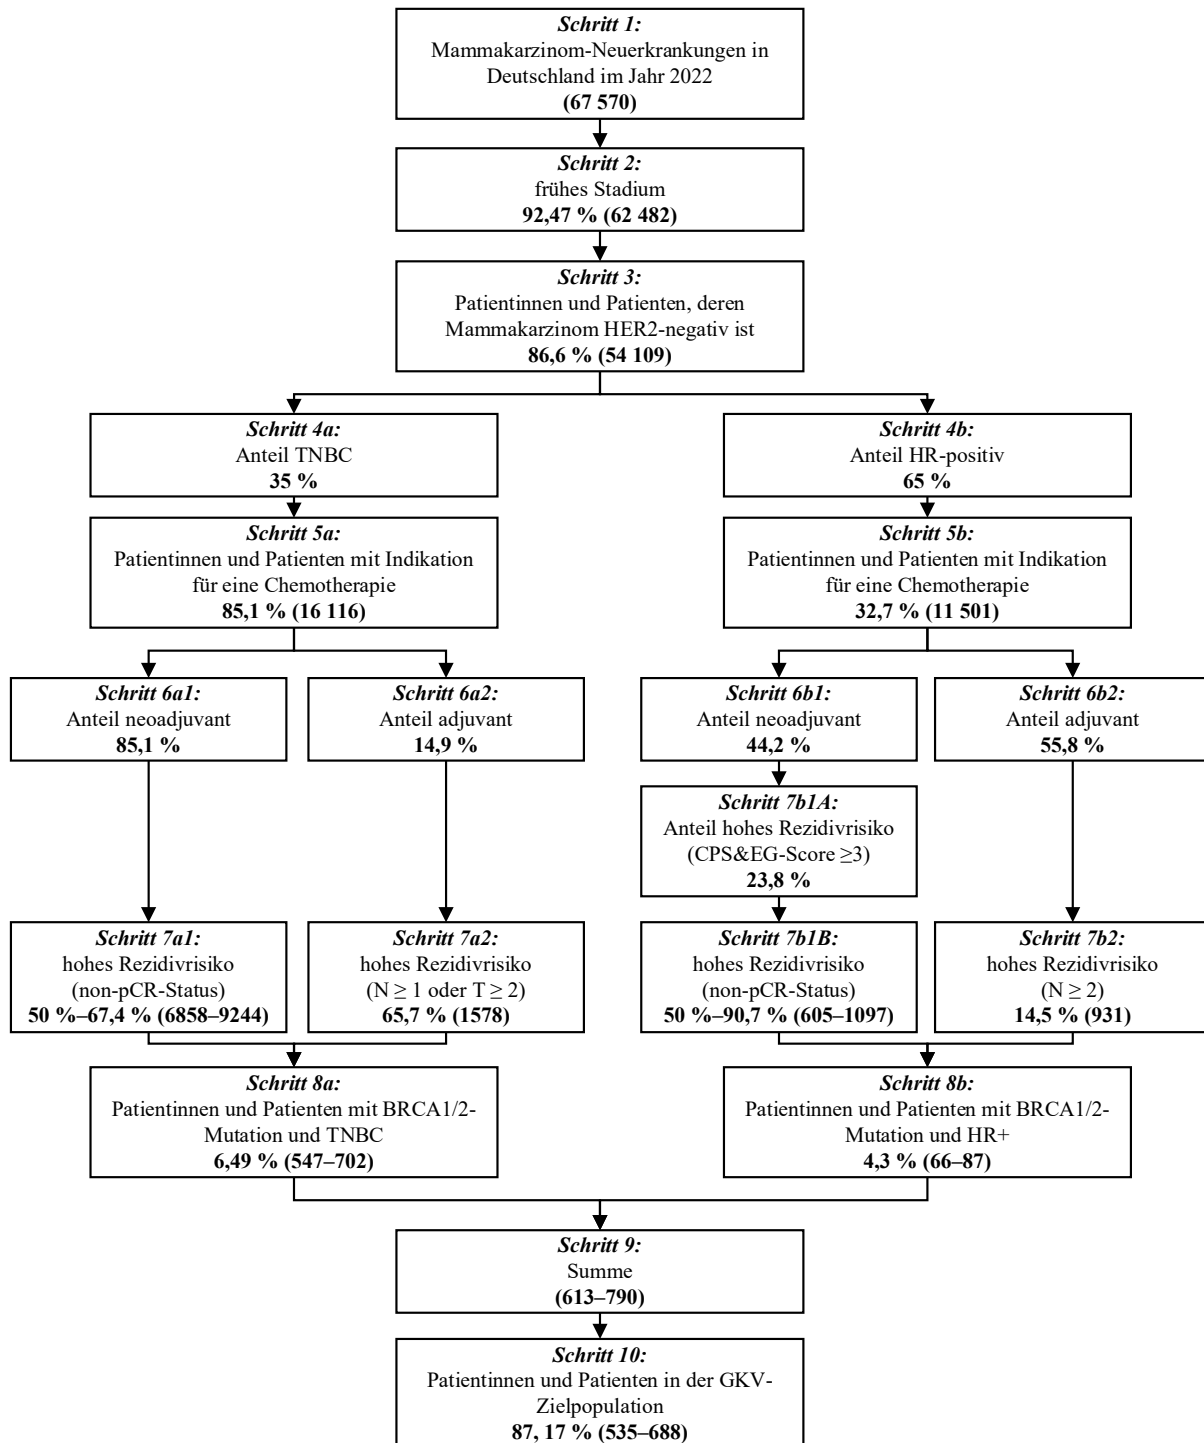 Schritt 1:
Mammakarzinom-Neuerkrankungen in
Deutschland im Jahr 2022
(67 570)
Schritt 2:
frühes Stadium
92,47 % (62 482)
Schritt 3:
Patientinnen und Patienten, deren
Mammakarzinom HER2-negativ ist
86,6 % (54 109)
Schritt 4a:
Anteil TNBC
35 %
Schritt 4b:
Anteil HR-positiv
65 %
Schritt 5a:
Patientinnen und Patienten mit Indikation
für eine Chemotherapie
85,1 % (16 116)
Schritt 5b:
Patientinnen und Patienten mit Indikation
für eine Chemotherapie
32,7 % (11 501)
Schritt 6a1:
Anteil neoadjuvant
85,1 %
Schritt 6a2:
Anteil adjuvant
14,9 %
Schritt 6b1:
Anteil neoadjuvant
44,2 %
Schritt 6b2:
Anteil adjuvant
55,8 %
Schritt 7b1A:
Anteil hohes Rezidivrisiko
(CPS&EG-Score ≥3)
23,8 %
Schritt 7a1:
hohes Rezidivrisiko
(non-pCR-Status)
50 %–67,4 % (6858–9244)
Schritt 7a2:
hohes Rezidivrisiko
(N ≥ 1 oder T ≥ 2)
65,7 % (1578)
Schritt 7b1B:
hohes Rezidivrisiko
(non-pCR-Status)
50 %–90,7 % (605–1097)
Schritt 7b2:
hohes Rezidivrisiko
(N ≥ 2)
14,5 % (931)
Schritt 8a:
Patientinnen und Patienten mit BRCA1/2-
Mutation und TNBC
6,49 % (547–702)
Schritt 8b:
Patientinnen und Patienten mit BRCA1/2-
Mutation und HR+
4,3 % (66–87)
Schritt 9:
Summe
(613–790)
Schritt 10:
Patientinnen und Patienten in der GKV-
Zielpopulation
87, 17 % (535–688)